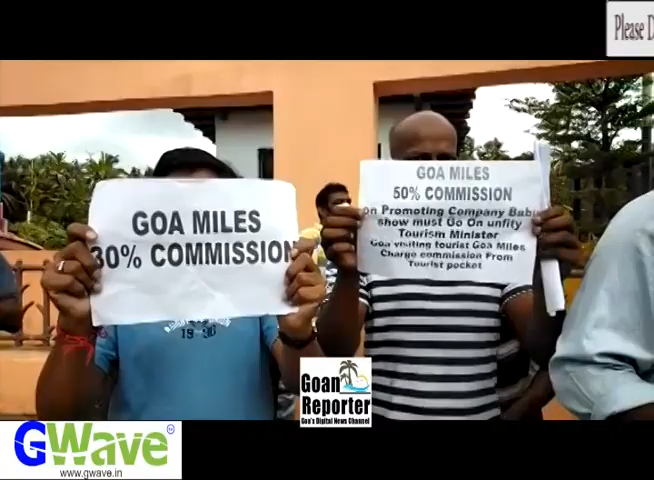 Please D
GOA MILES
30% COMMISSION
GOA MILES
50% COMMISSION
on Promoting Company Babu
show must Go On unfity
Tourism Minister
Goa visiting tourist Goa Miles
Charge commission From
Tourist pocket
Goan
REPORTER
Goa's Digital News Channel
GWave
www.gwave.in